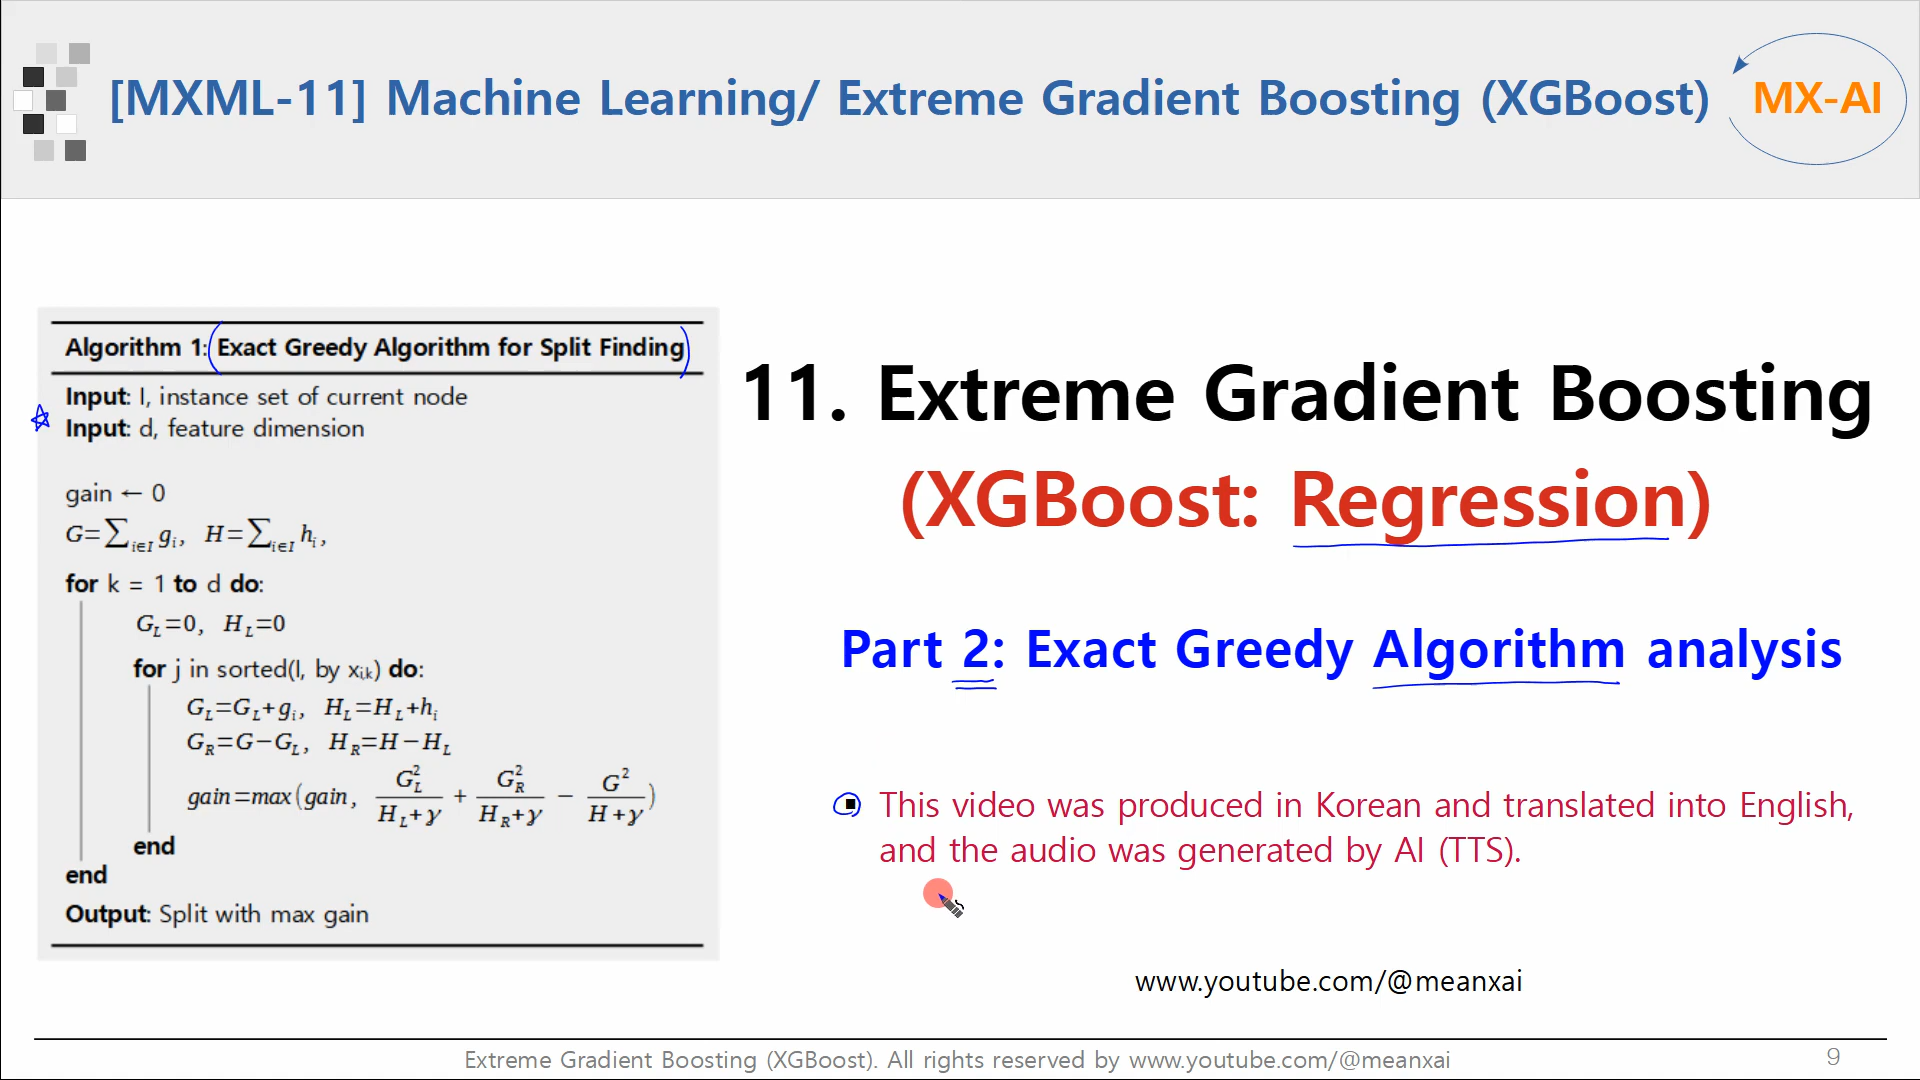 [MXML-11] Machine Learning/ Extreme Gradient Boosting (XGBoost)
MX-AI
Algorithm 1: Exact Greedy Algorithm for Split Finding
Input: I, instance set of current node
Input: d, feature dimension
gain ← 0
G=∑i∈I gi, H=∑i∈I hi,
for k = 1 to d do:
GL=0, HL=0
for j in sorted(I, by xi,k) do:
GL=GL+gi, HL=HL+hi
GR=G−GL, HR=H−HL
gain=max(gain, GL²/(HL+γ) + GR²/(HR+γ) − G²/(H+γ))
end
end
Output: Split with max gain
11. Extreme Gradient Boosting
(XGBoost: Regression)
Part 2: Exact Greedy Algorithm analysis
This video was produced in Korean and translated into English,
and the audio was generated by AI (TTS).
www.youtube.com/@meanxai
Extreme Gradient Boosting (XGBoost). All rights reserved by www.youtube.com/@meanxai
9